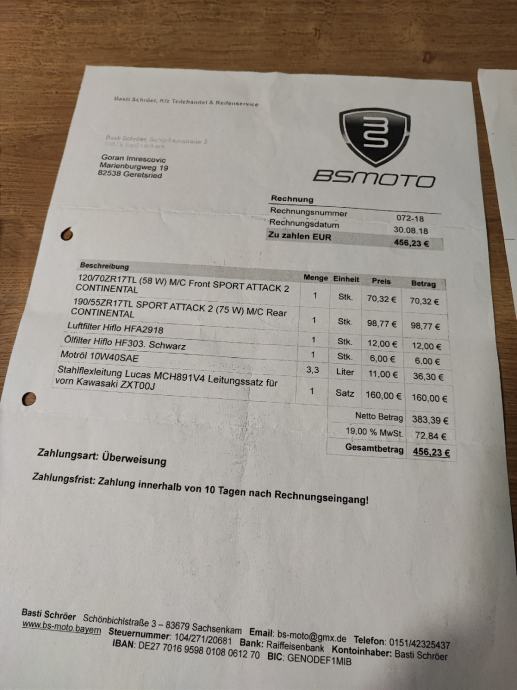 Basti Schröer, Kfz Teilehandel & Reifenservice
BSMOTO
Goran Imrescovic
Marienburgweg 19
82538 Geretsried
Rechnung
Rechnungsnummer 072-18
Rechnungsdatum 30.08.18
Zu zahlen EUR 456,23 €
Beschreibung Menge Einheit Preis Betrag
120/70ZR17TL (58 W) M/C Front SPORT ATTACK 2
CONTINENTAL 1 Stk. 70,32 € 70,32 €
190/55ZR17TL SPORT ATTACK 2 (75 W) M/C Rear
CONTINENTAL 1 Stk. 98,77 € 98,77 €
Luftfilter Hiflo HFA2918 1 Stk. 12,00 € 12,00 €
Ölfilter Hiflo HF303. Schwarz 1 Stk. 6,00 € 6,00 €
Motröl 10W40SAE 3,3 Liter 11,00 € 36,30 €
Stahlflexleitung Lucas MCH891V4 Leitungssatz für
vorn Kawasaki ZXT00J 1 Satz 160,00 € 160,00 €
Netto Betrag 383,39 €
19,00 % MwSt. 72,84 €
Gesamtbetrag 456,23 €
Zahlungsart: Überweisung
Zahlungsfrist: Zahlung innerhalb von 10 Tagen nach Rechnungseingang!
Basti Schröer Schönbichlstraße 3 – 83679 Sachsenkam Email: bs-moto@gmx.de Telefon: 0151/42325437
www.bs-moto.bayern Steuernummer: 104/271/20681 Bank: Raiffeisenbank Kontoinhaber: Basti Schröer
IBAN: DE27 7016 9598 0108 0612 70 BIC: GENODEF1MIB